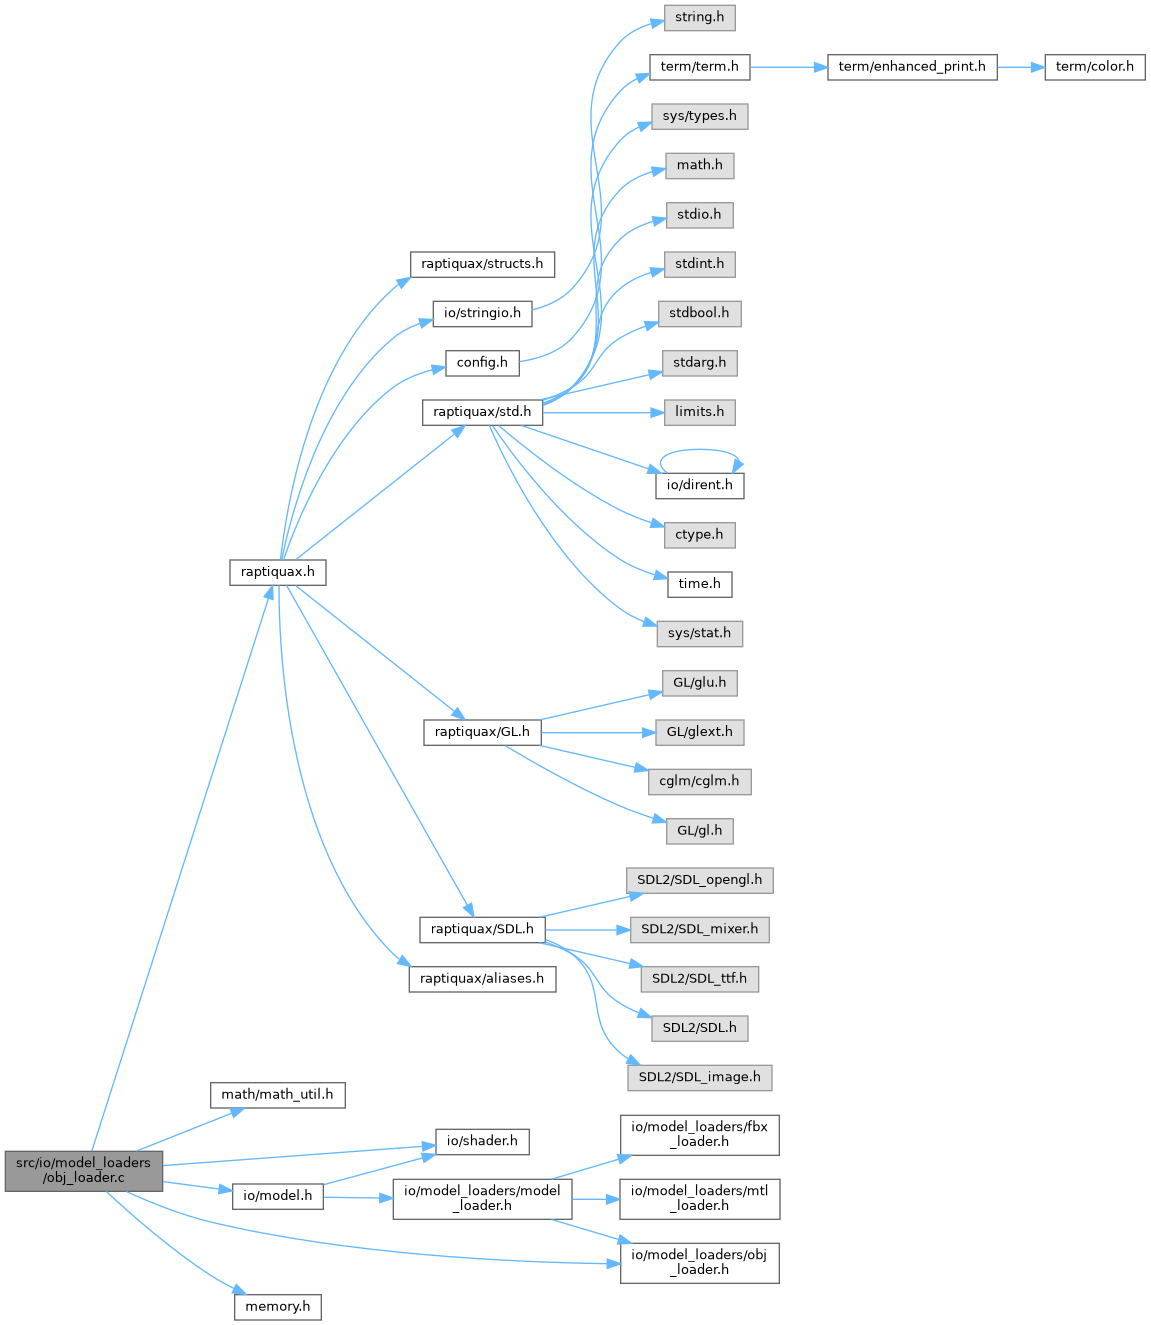 string.h
term/term.h
term/enhanced_print.h
term/color.h
sys/types.h
math.h
stdio.h
raptiquax/structs.h
stdint.h
io/stringio.h
stdbool.h
config.h
stdarg.h
raptiquax/std.h
limits.h
io/dirent.h
ctype.h
raptiquax.h
time.h
sys/stat.h
GL/glu.h
raptiquax/GL.h
GL/glext.h
cglm/cglm.h
GL/gl.h
SDL2/SDL_opengl.h
raptiquax/SDL.h
SDL2/SDL_mixer.h
raptiquax/aliases.h
SDL2/SDL_ttf.h
SDL2/SDL.h
SDL2/SDL_image.h
math/math_util.h
io/shader.h
io/model_loaders/fbx
_loader.h
src/io/model_loaders
/obj_loader.c
io/model.h
io/model_loaders/model
_loader.h
io/model_loaders/mtl
_loader.h
io/model_loaders/obj
_loader.h
memory.h